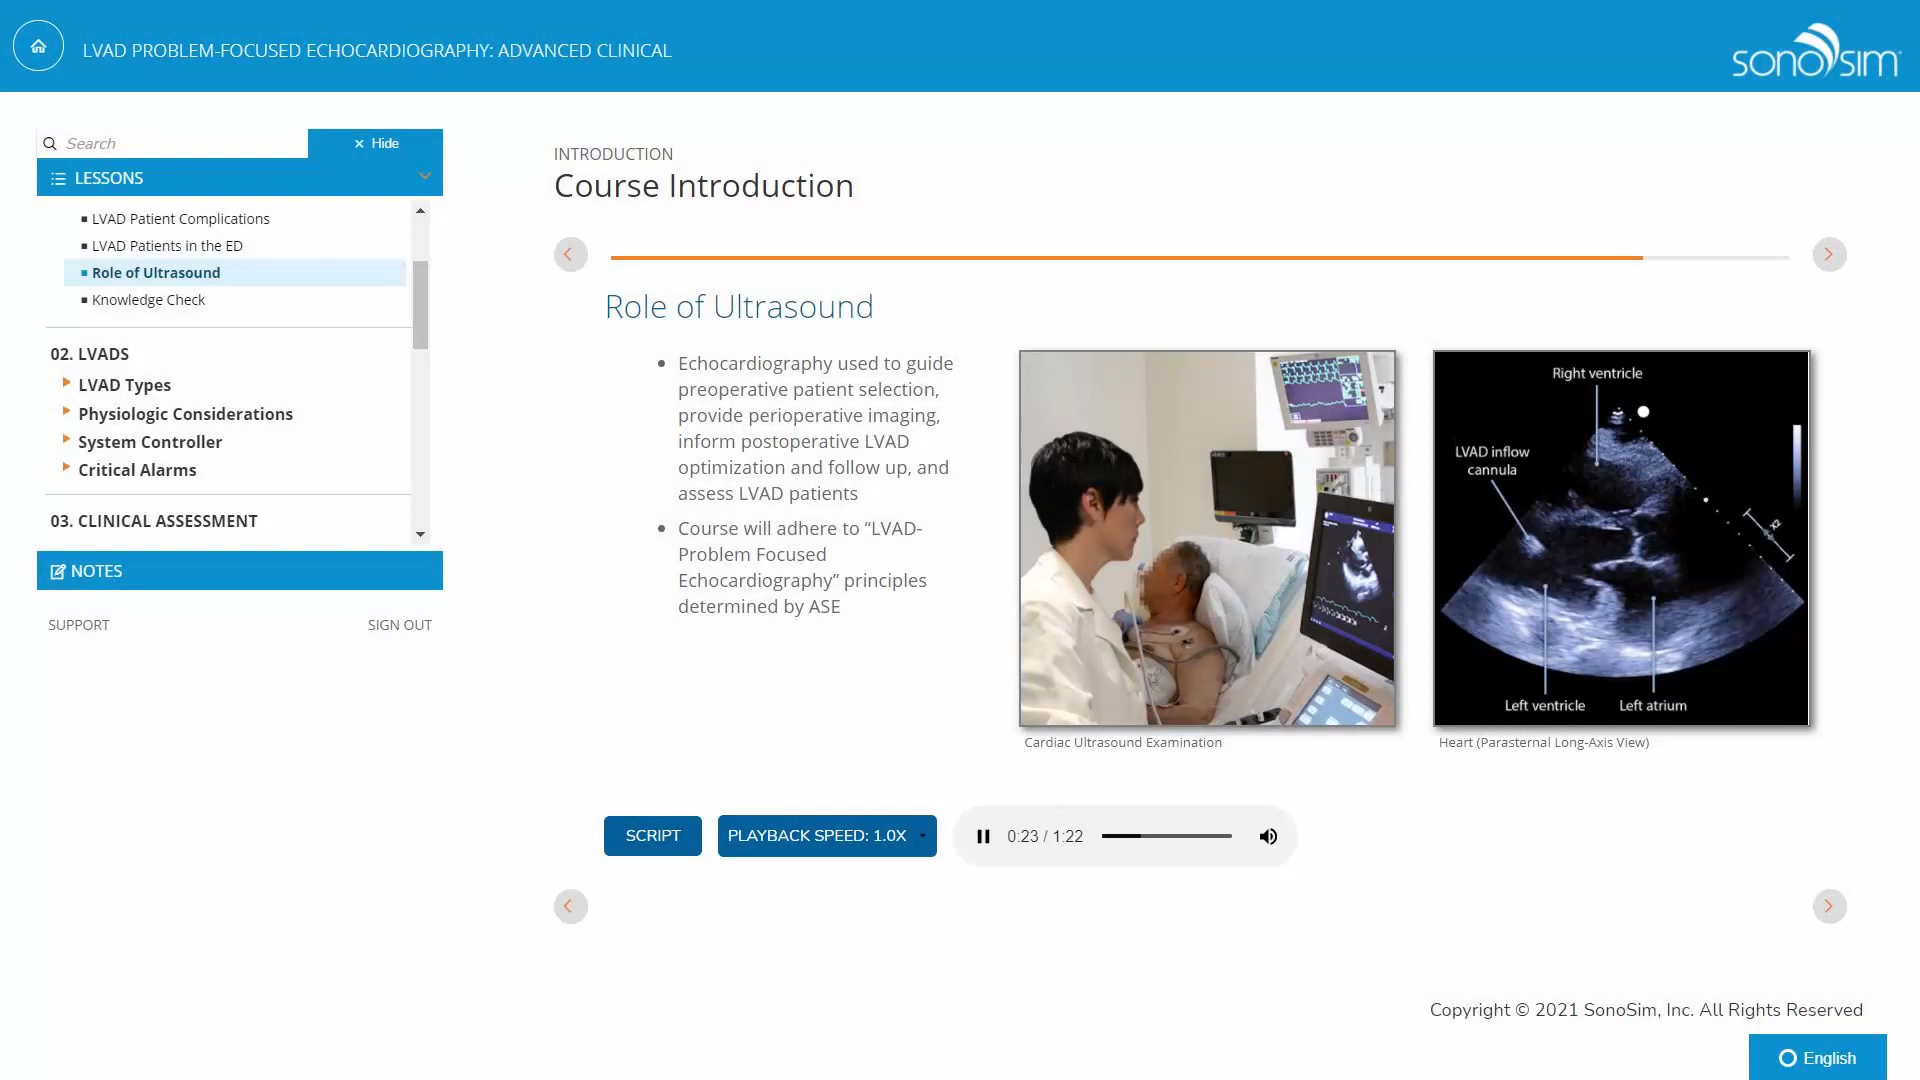 LVAD PROBLEM-FOCUSED ECHOCARDIOGRAPHY: ADVANCED CLINICAL
sonosim
Search
× Hide
LESSONS
LVAD Patient Complications
LVAD Patients in the ED
Role of Ultrasound
Knowledge Check
02. LVADS
LVAD Types
Physiologic Considerations
System Controller
Critical Alarms
03. CLINICAL ASSESSMENT
NOTES
SUPPORT
SIGN OUT
INTRODUCTION
Course Introduction
Role of Ultrasound
Echocardiography used to guide
preoperative patient selection,
provide perioperative imaging,
inform postoperative LVAD
optimization and follow up, and
assess LVAD patients
Course will adhere to “LVAD-
Problem Focused
Echocardiography” principles
determined by ASE
Cardiac Ultrasound Examination
Right ventricle
LVAD inflow
cannula
X2
Left ventricle
Left atrium
Heart (Parasternal Long-Axis View)
SCRIPT
PLAYBACK SPEED: 1.0X
0:23 / 1:22
Copyright © 2021 SonoSim, Inc. All Rights Reserved
English